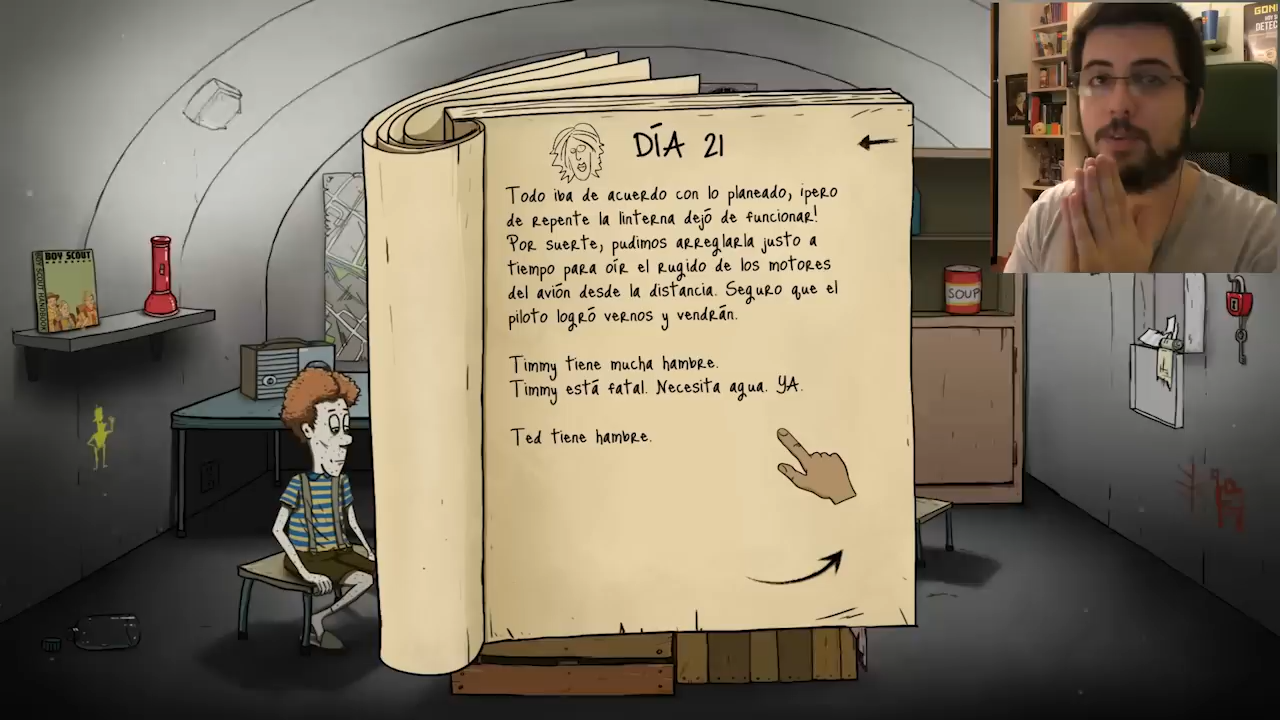 DÍA 21
Todo iba de acuerdo con lo planeado, ¡pero
de repente la linterna dejó de funcionar!
Por suerte, pudimos arreglarla justo a
tiempo para oír el rugido de los motores
del avión desde la distancia. Seguro que el
piloto logró vernos y vendrán.
Timmy tiene mucha hambre.
Timmy está fatal. Necesita agua. YA.
Ted tiene hambre.
BOY SCOUT
BOY SCOUT HANDBOOK
SOUP